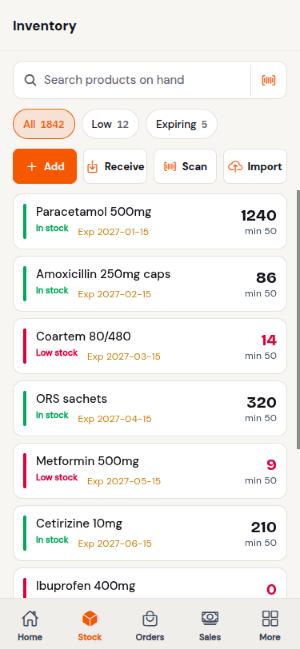 Inventory
Search products on hand
All 1842 Low 12 Expiring 5
+ Add Receive Scan Import
Paracetamol 500mg 1240
In stock Exp 2027-01-15 min 50
Amoxicillin 250mg caps 86
In stock Exp 2027-02-15 min 50
Coartem 80/480 14
Low stock Exp 2027-03-15 min 50
ORS sachets 320
In stock Exp 2027-04-15 min 50
Metformin 500mg 9
Low stock Exp 2027-05-15 min 50
Cetirizine 10mg 210
In stock Exp 2027-06-15 min 50
Ibuprofen 400mg 0
Home Stock Orders Sales More